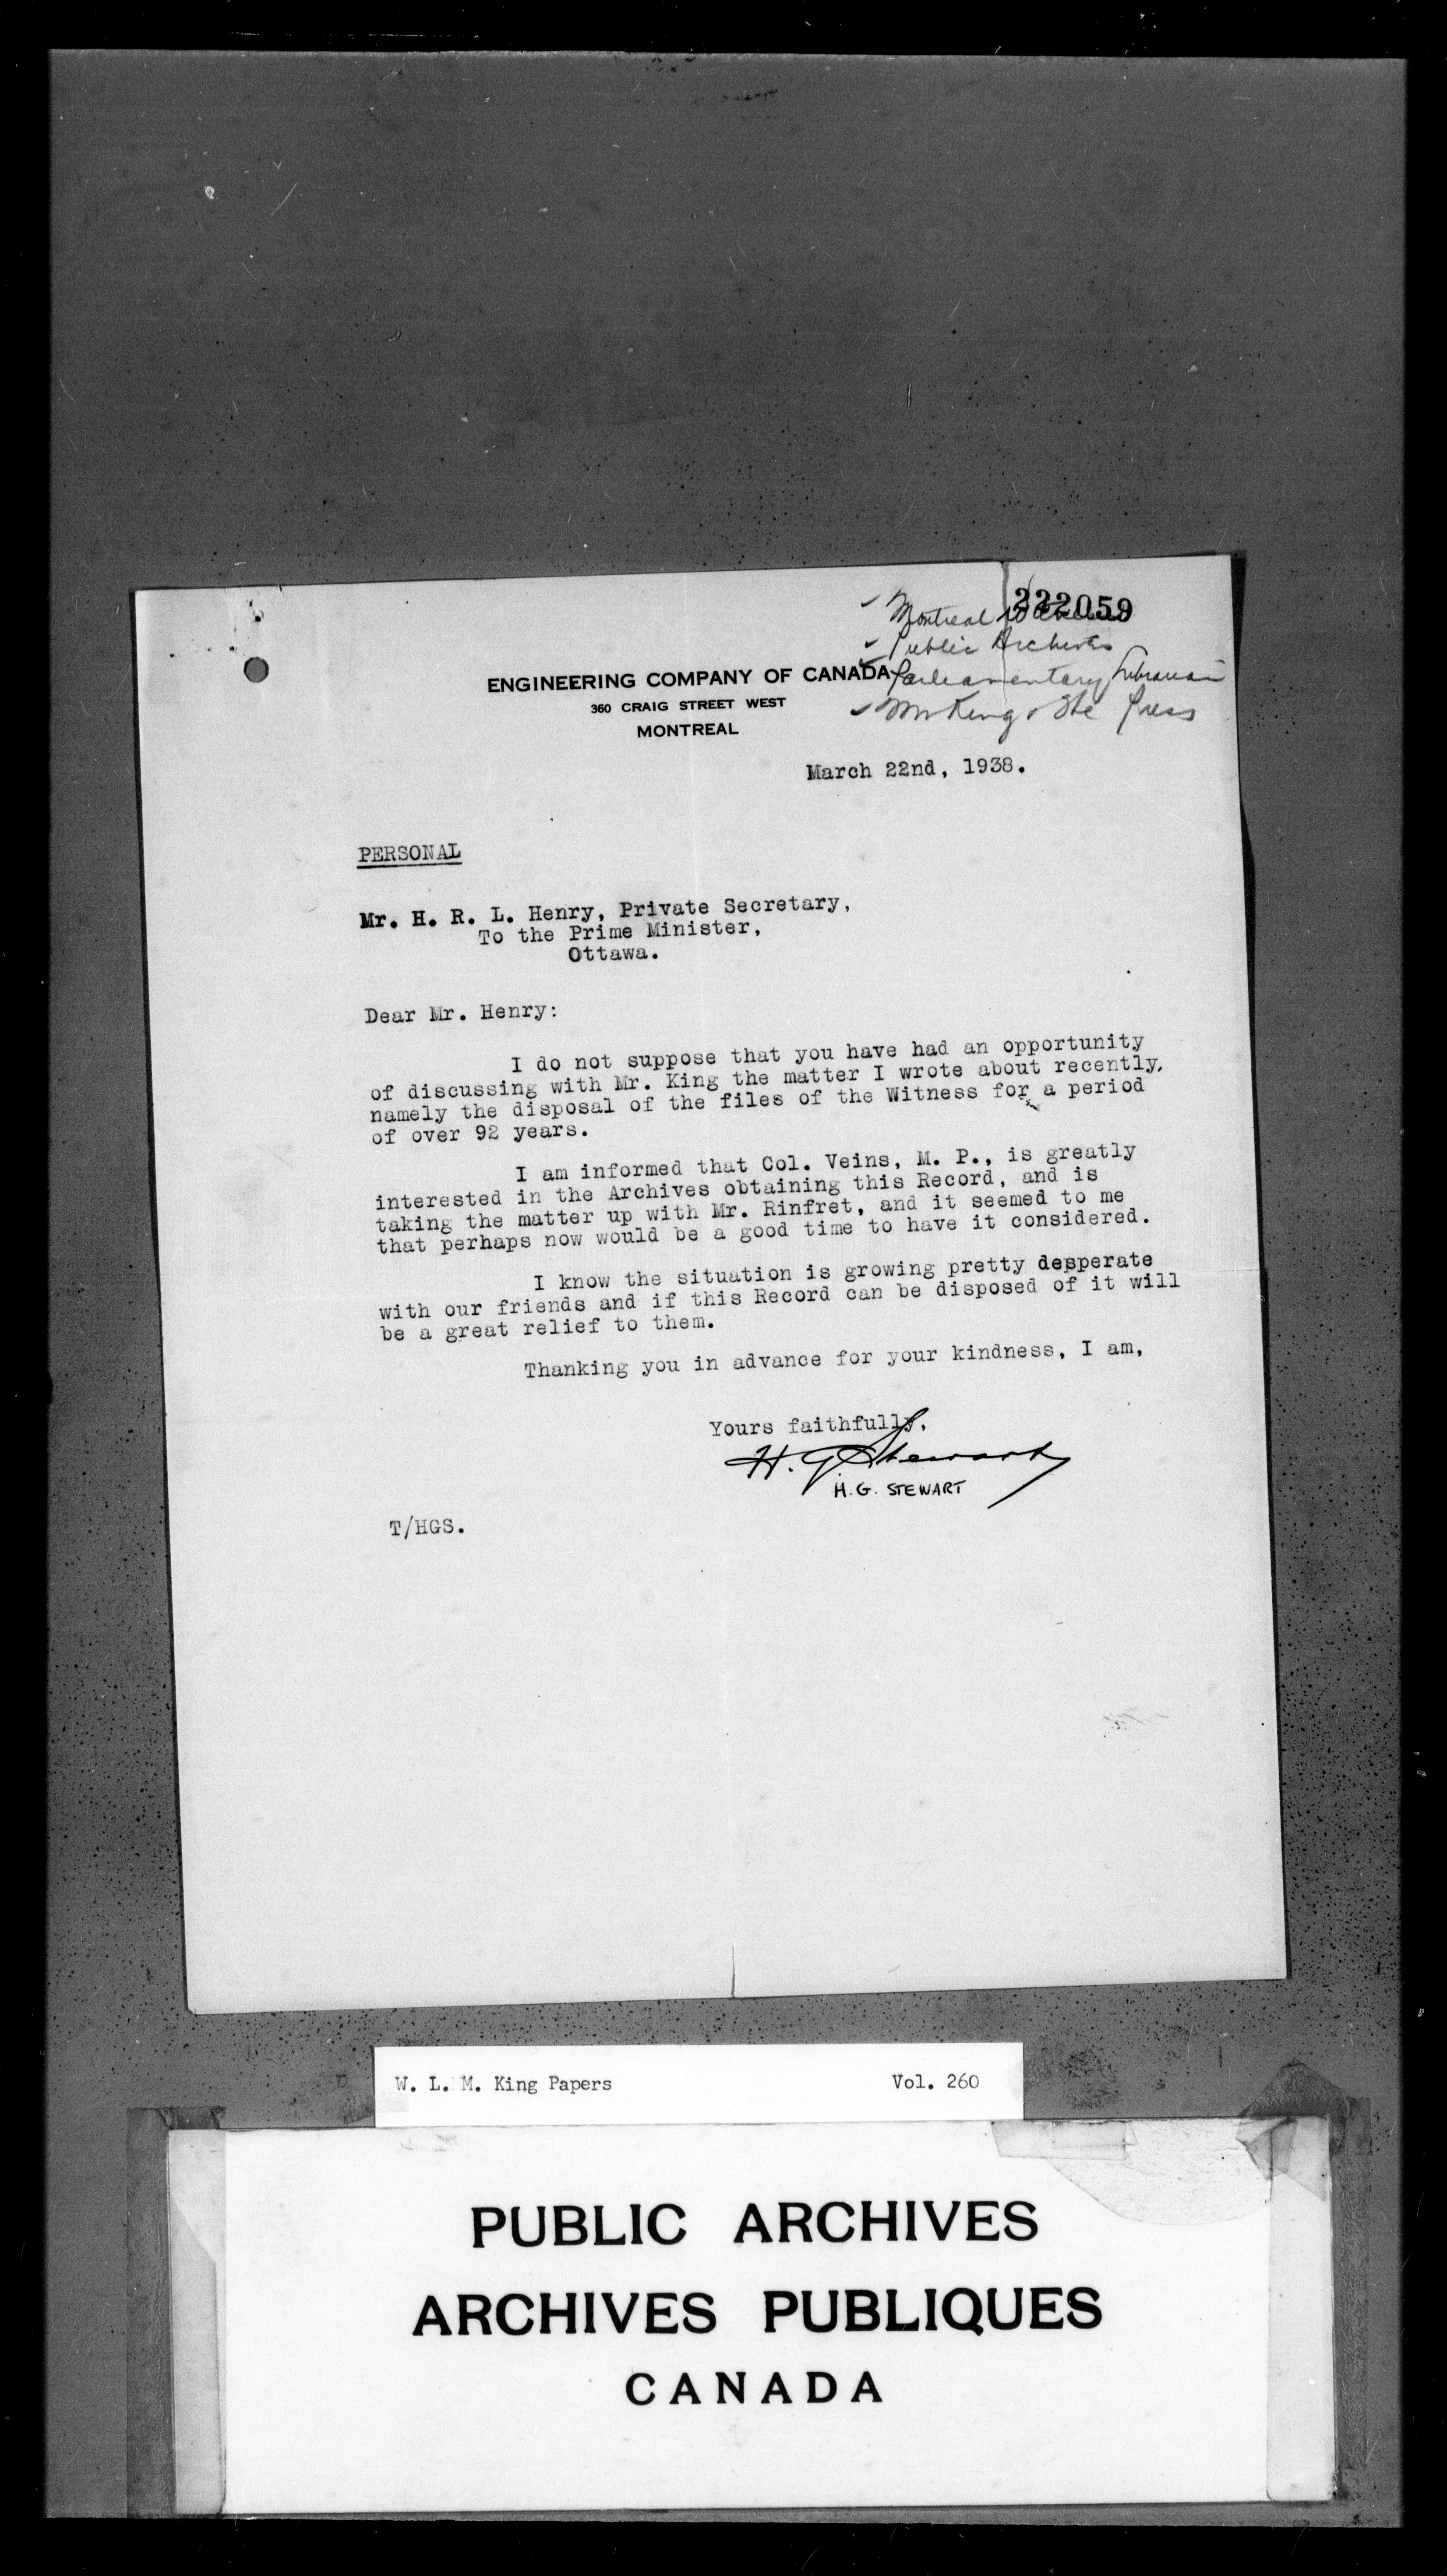 222059
✓ Montreal Witness
✓ Public Archives
✓ Parliamentary Librarian
✓ Mr King & the Press
ENGINEERING COMPANY OF CANADA
360 CRAIG STREET WEST
MONTREAL
March 22nd, 1938.
PERSONAL
Mr. H. R. L. Henry, Private Secretary,
To the Prime Minister,
Ottawa.
Dear Mr. Henry:
I do not suppose that you have had an opportunity
of discussing with Mr. King the matter I wrote about recently,
namely the disposal of the files of the Witness for a period
of over 92 years.
I am informed that Col. Veins, M. P., is greatly
interested in the Archives obtaining this Record, and is
taking the matter up with Mr. Rinfret, and it seemed to me
that perhaps now would be a good time to have it considered.
I know the situation is growing pretty desperate
with our friends and if this Record can be disposed of it will
be a great relief to them.
Thanking you in advance for your kindness, I am,
Yours faithfully,
H. G. Stewart
H. G. STEWART
T/HGS.
W. L. M. King Papers Vol. 260
PUBLIC ARCHIVES
ARCHIVES PUBLIQUES
CANADA